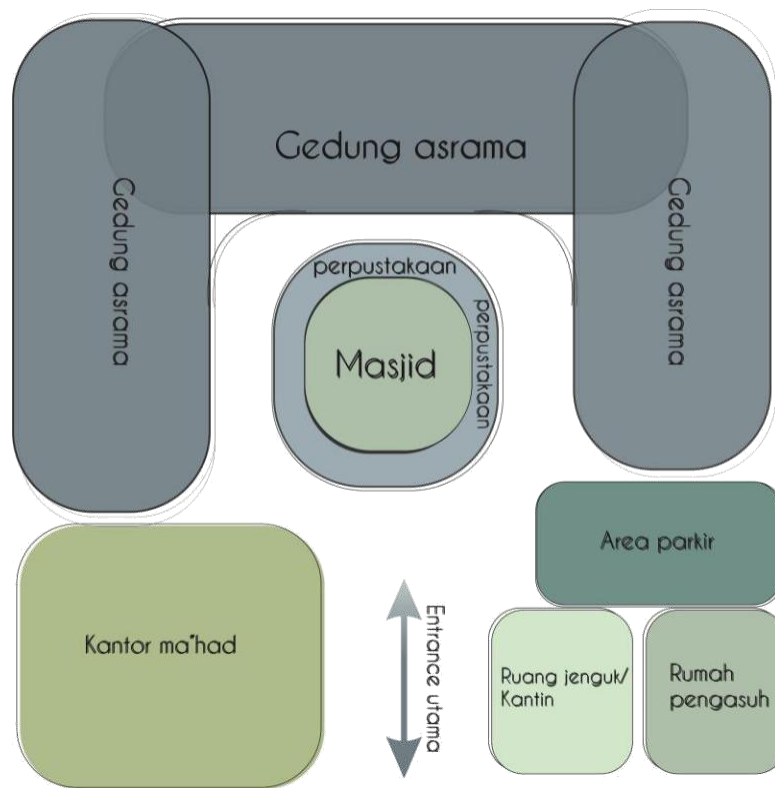 Gedung asrama
Gedung asrama
Gedung asrama
perpustakaan
perpustakaan
Masjid
Area parkir
Kantor ma'had
Entrance utama
Ruang jenguk/
Kantin
Rumah
pengasuh